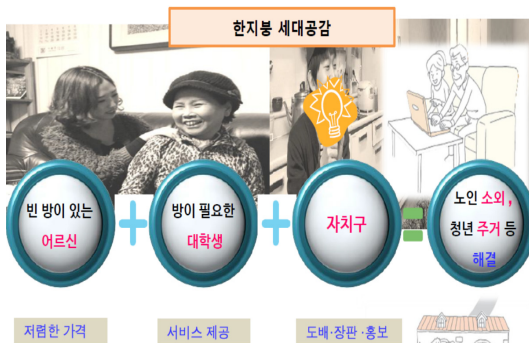 한지붕 세대공감
빈 방이 있는
어르신
방이 필요한
대학생
자치구
노인 소외 ,
청년 주거 등
해결
저렴한 가격
서비스 제공
도배·장판·홍보